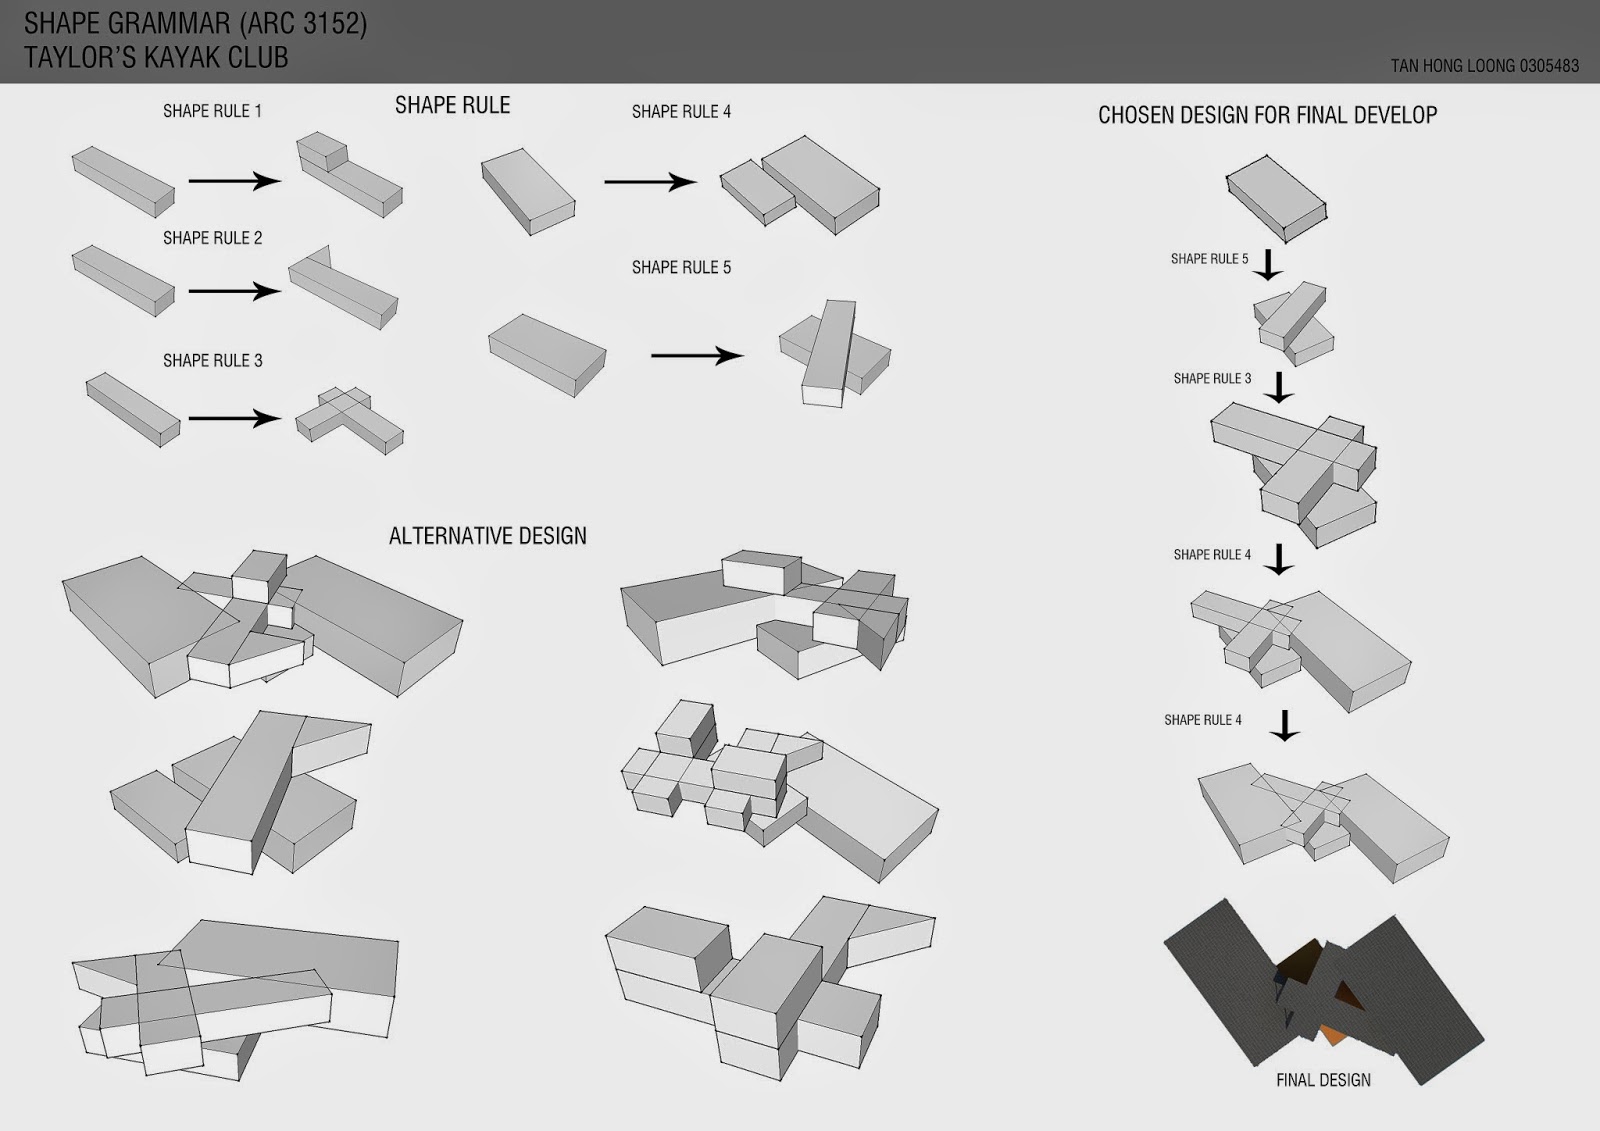 SHAPE GRAMMAR (ARC 3152)
TAYLOR'S KAYAK CLUB
TAN HONG LOONG 0305483
SHAPE RULE
SHAPE RULE 1
SHAPE RULE 2
SHAPE RULE 3
SHAPE RULE 4
SHAPE RULE 5
ALTERNATIVE DESIGN
CHOSEN DESIGN FOR FINAL DEVELOP
SHAPE RULE 5
SHAPE RULE 3
SHAPE RULE 4
SHAPE RULE 4
FINAL DESIGN